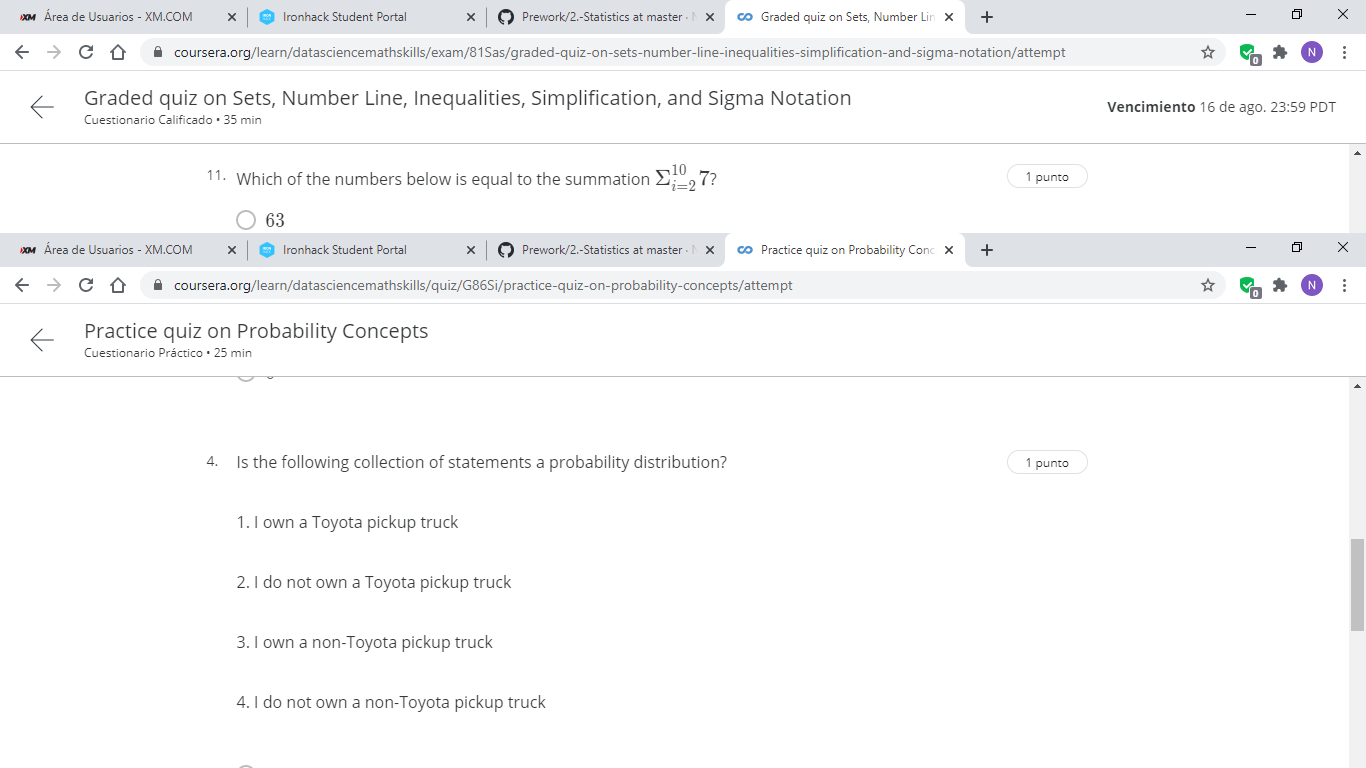 XM Área de Usuarios - XM.COM
Ironhack Student Portal
Prework/2.-Statistics at master ·
Graded quiz on Sets, Number Lin
coursera.org/learn/datasciencemathskills/exam/81Sas/graded-quiz-on-sets-number-line-inequalities-simplification-and-sigma-notation/attempt
0
N
Graded quiz on Sets, Number Line, Inequalities, Simplification, and Sigma Notation
Cuestionario Calificado • 35 min
Vencimiento 16 de ago. 23:59 PDT
11. Which of the numbers below is equal to the summation Σ_{i=2}^{10} 7?
1 punto
63
XM Área de Usuarios - XM.COM
Ironhack Student Portal
Prework/2.-Statistics at master ·
Practice quiz on Probability Conc
coursera.org/learn/datasciencemathskills/quiz/G86Si/practice-quiz-on-probability-concepts/attempt
0
N
Practice quiz on Probability Concepts
Cuestionario Práctico • 25 min
4. Is the following collection of statements a probability distribution?
1 punto
1. I own a Toyota pickup truck
2. I do not own a Toyota pickup truck
3. I own a non-Toyota pickup truck
4. I do not own a non-Toyota pickup truck